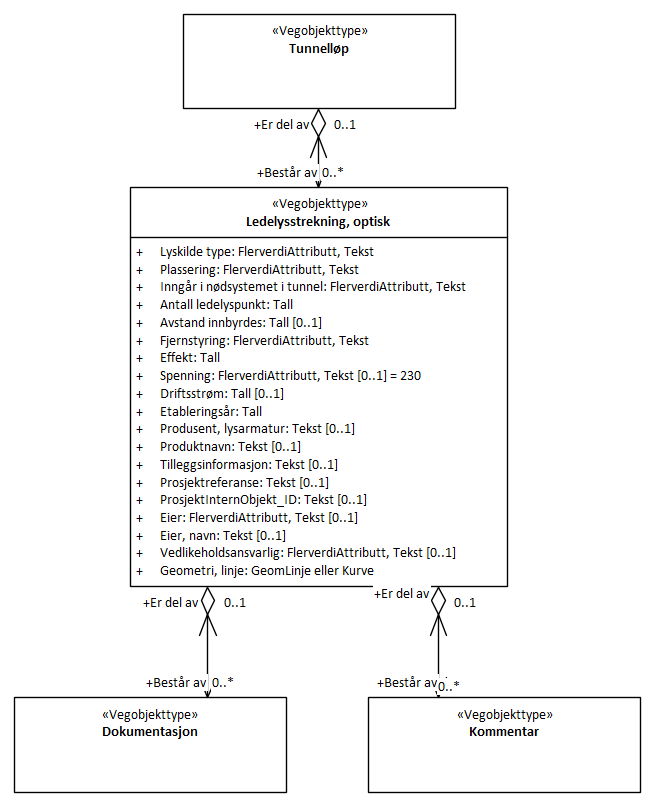 «Vegobjekttype»
Tunnelløp
+Er del av 0..1
+Består av 0..*
«Vegobjekttype»
Ledelysstrekning, optisk
+ Lyskilde type: FlerverdiAttributt, Tekst
+ Plassering: FlerverdiAttributt, Tekst
+ Inngår i nødsystemet i tunnel: FlerverdiAttributt, Tekst
+ Antall ledelyspunkt: Tall
+ Avstand innbyrdes: Tall [0..1]
+ Fjernstyring: FlerverdiAttributt, Tekst
+ Effekt: Tall
+ Spenning: FlerverdiAttributt, Tekst [0..1] = 230
+ Driftsstrøm: Tall [0..1]
+ Etableringsår: Tall
+ Produsent, lysarmatur: Tekst [0..1]
+ Produktnavn: Tekst [0..1]
+ Tilleggsinformasjon: Tekst [0..1]
+ Prosjektreferanse: Tekst [0..1]
+ ProsjektInternObjekt_ID: Tekst [0..1]
+ Eier: FlerverdiAttributt, Tekst [0..1]
+ Eier, navn: Tekst [0..1]
+ Vedlikeholdsansvarlig: FlerverdiAttributt, Tekst [0..1]
+ Geometri, linje: GeomLinje eller Kurve
+Er del av 0..1
+Er del av 0..1
+Består av 0..*
+Består av 0..*
«Vegobjekttype»
Dokumentasjon
«Vegobjekttype»
Kommentar